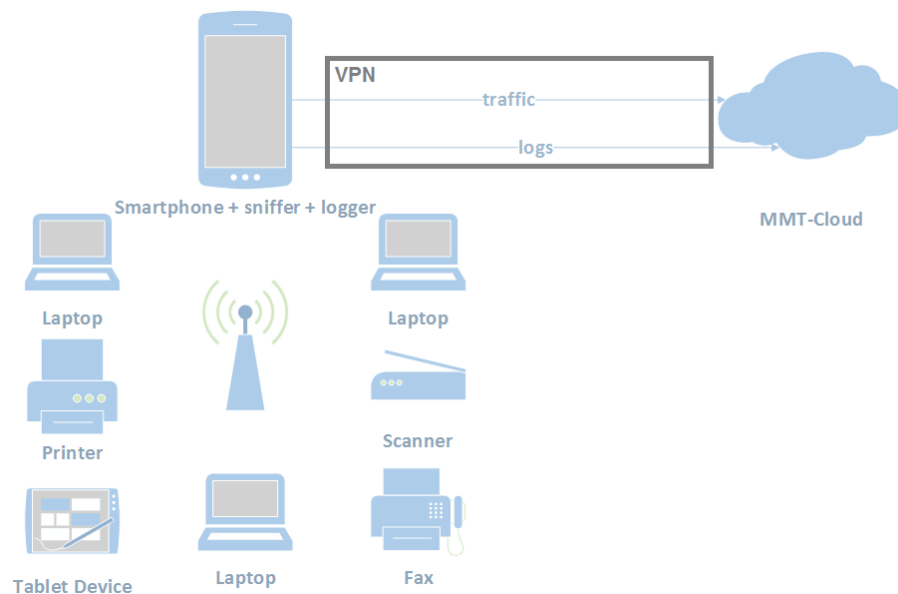 VPN
traffic
logs
Smartphone + sniffer + logger
MMT-Cloud
Laptop
Laptop
Printer
Scanner
Tablet Device
Laptop
Fax